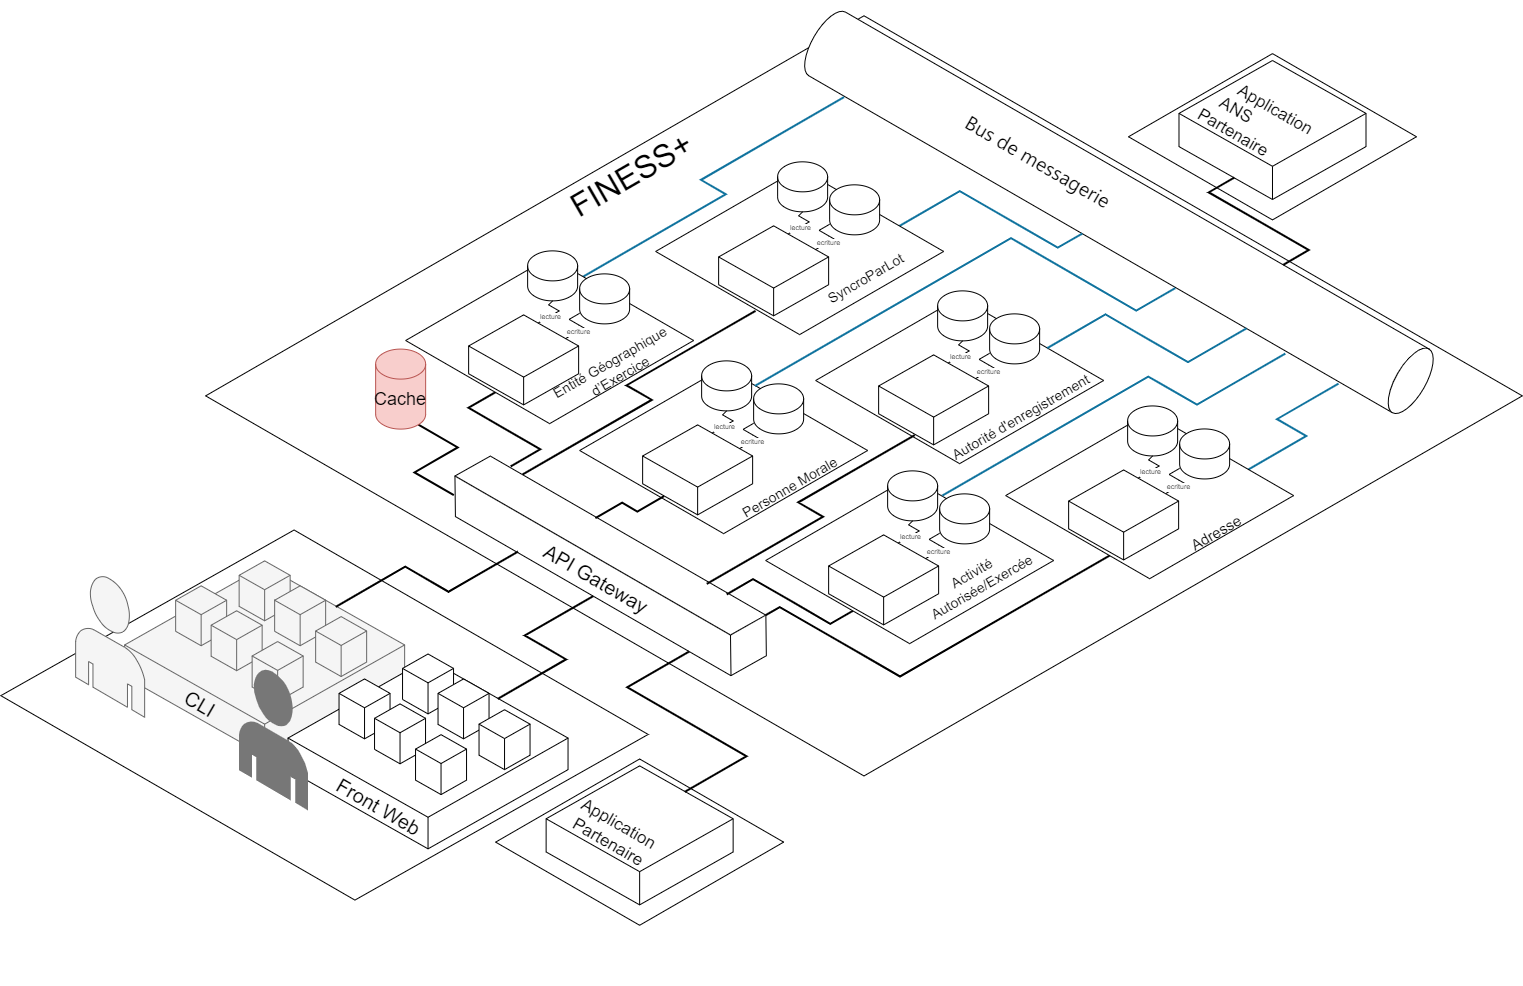 FINESS+
Bus de messagerie
Application
ANS
Partenaire
lecture
ecriture
SyncroParLot
lecture
ecriture
Entité Géographique
d'Exercice
lecture
ecriture
Autorité d'enregistrement
Cache
lecture
ecriture
Personne Morale
lecture
ecriture
Adresse
lecture
ecriture
Activité
Autorisée/Exercée
API Gateway
CLI
Front Web
Application
Partenaire